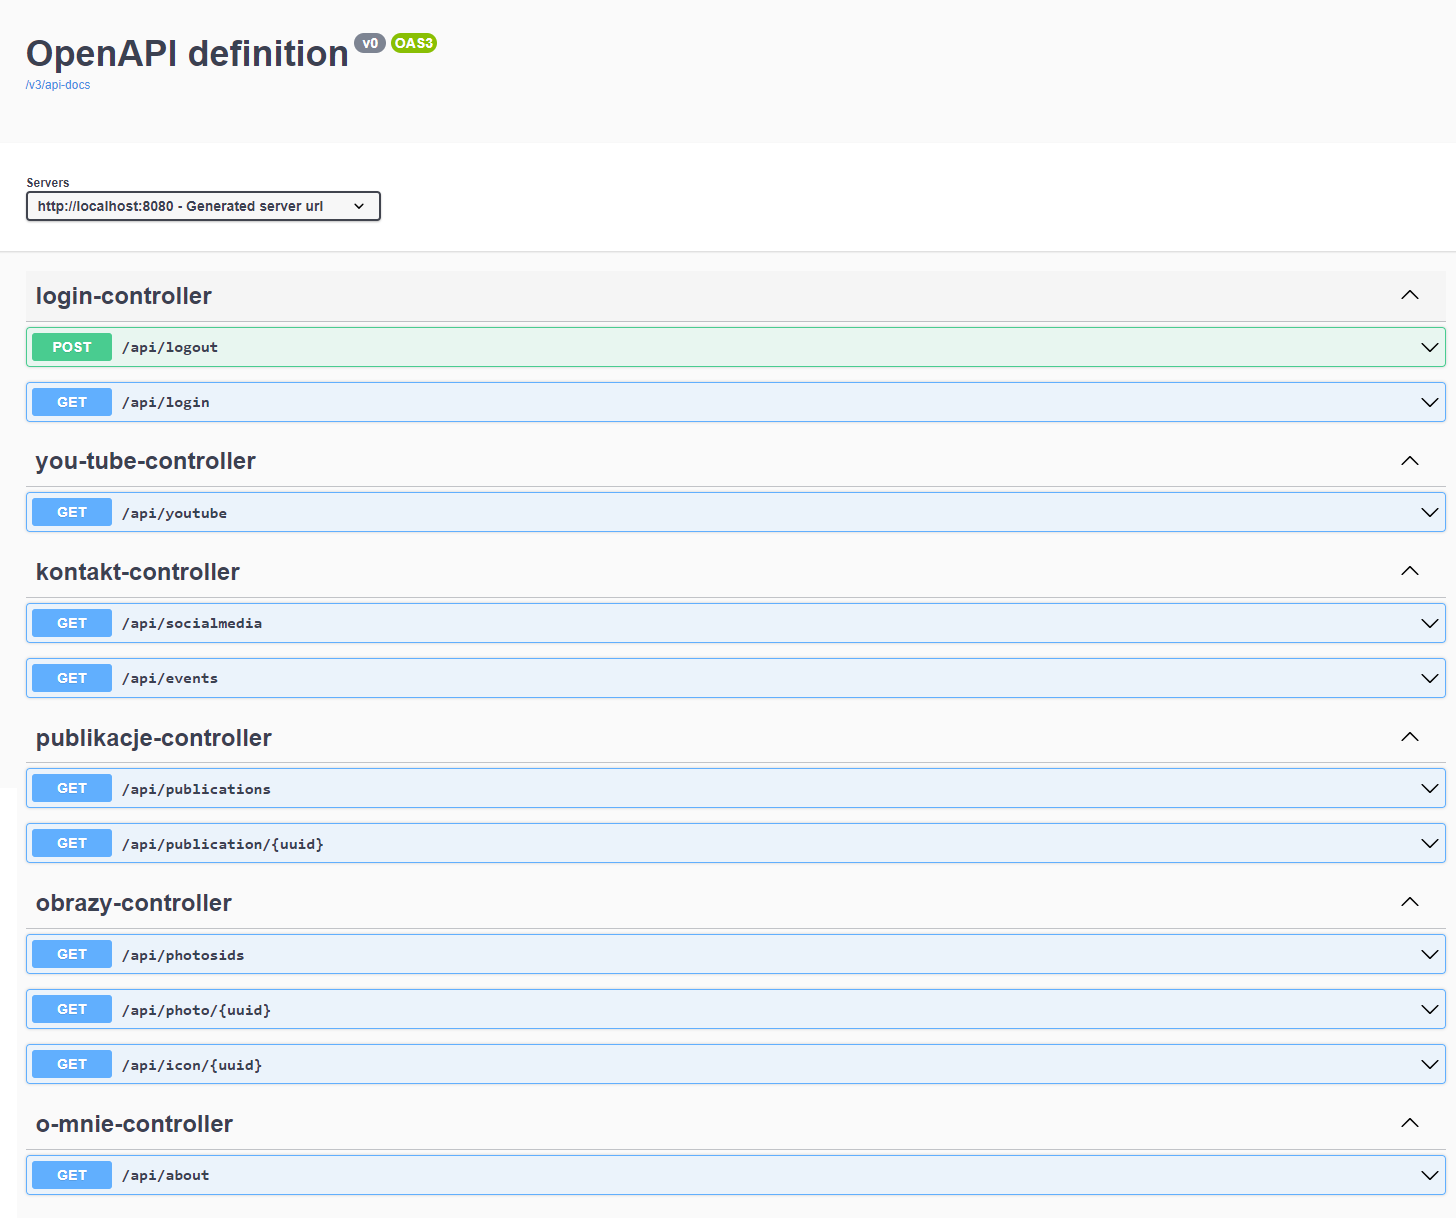 OpenAPI definition v0 OAS3
/v3/api-docs
Servers
http://localhost:8080 - Generated server url
login-controller
POST /api/logout
GET /api/login
you-tube-controller
GET /api/youtube
kontakt-controller
GET /api/socialmedia
GET /api/events
publikacje-controller
GET /api/publications
GET /api/publication/{uuid}
obrazy-controller
GET /api/photosids
GET /api/photo/{uuid}
GET /api/icon/{uuid}
o-mnie-controller
GET /api/about